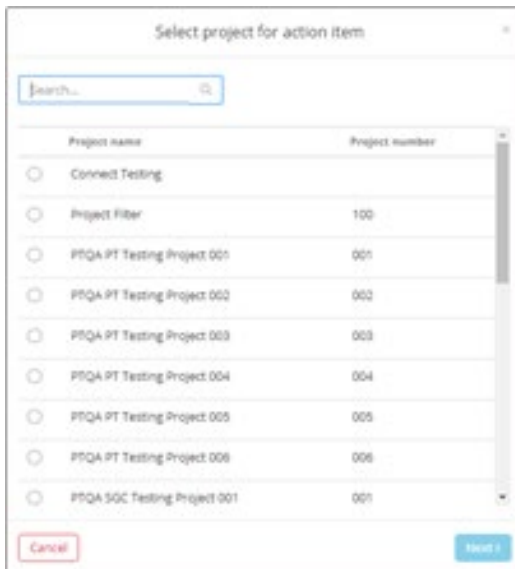 Select project for action item
×
Search...
Project name Project number
Connect Testing
Project Filter 100
PTQA PT Testing Project 001 001
PTQA PT Testing Project 002 002
PTQA PT Testing Project 003 003
PTQA PT Testing Project 004 004
PTQA PT Testing Project 005 005
PTQA PT Testing Project 006 006
PTQA SGC Testing Project 001 001
Cancel Next ›